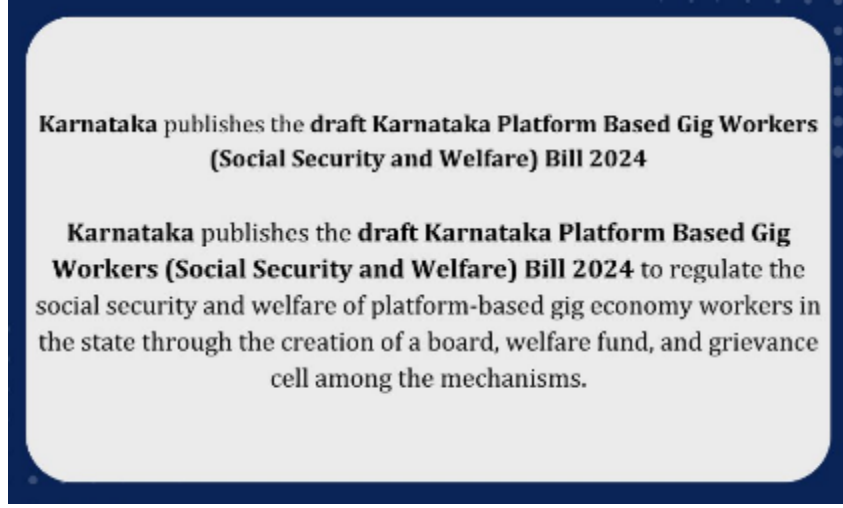 Karnataka publishes the draft Karnataka Platform Based Gig Workers
(Social Security and Welfare) Bill 2024
Karnataka publishes the draft Karnataka Platform Based Gig
Workers (Social Security and Welfare) Bill 2024 to regulate the
social security and welfare of platform-based gig economy workers in
the state through the creation of a board, welfare fund, and grievance
cell among the mechanisms.